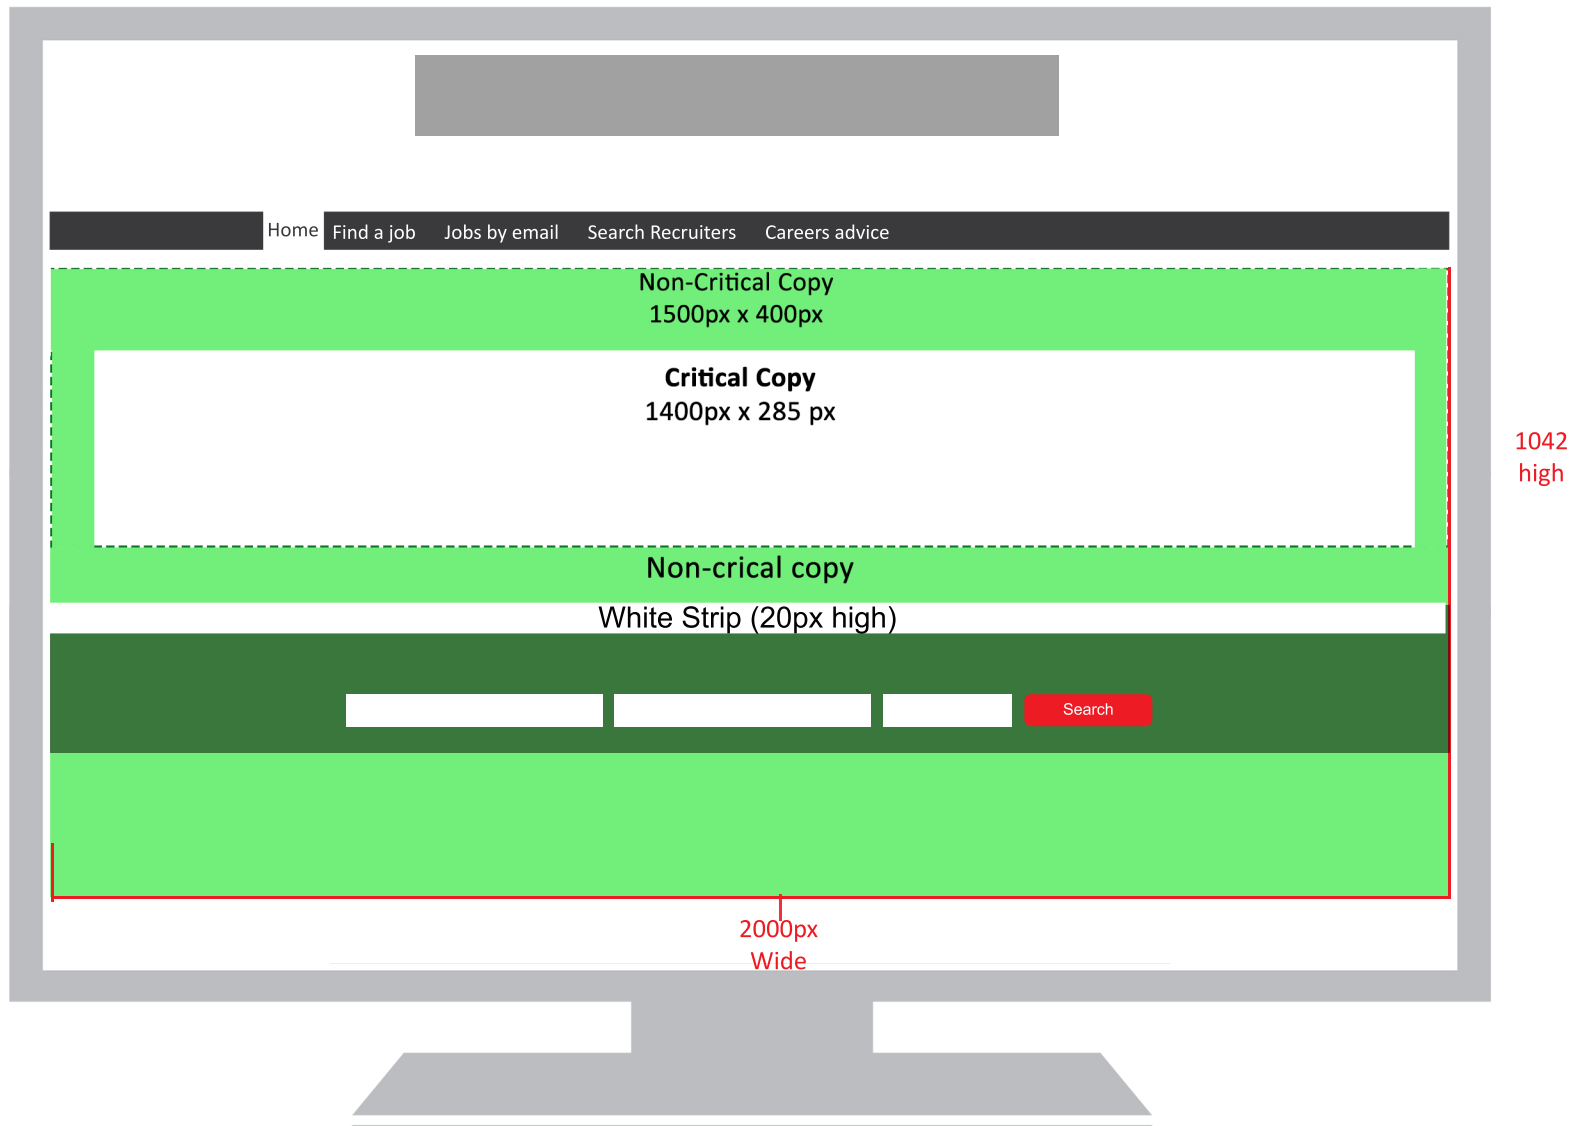 Home Find a job Jobs by email Search Recruiters Careers advice
Non-Critical Copy
1500px x 400px
Critical Copy
1400px x 285 px
1042
high
Non-crical copy
White Strip (20px high)
Search
2000px
Wide